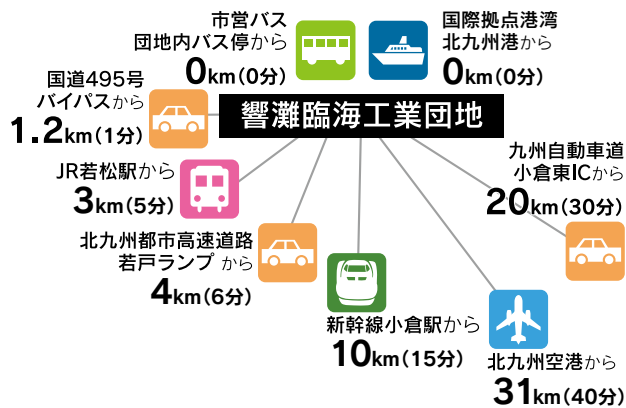 市営バス
団地内バス停から
0km(0分)
国際拠点港湾
北九州港から
0km(0分)
国道495号
バイパスから
1.2km(1分)
響灘臨海工業団地
九州自動車道
小倉東ICから
20km(30分)
JR若松駅から
3km(5分)
北九州都市高速道路
若戸ランプ から
4km(6分)
新幹線小倉駅から
10km(15分)
北九州空港から
31km(40分)